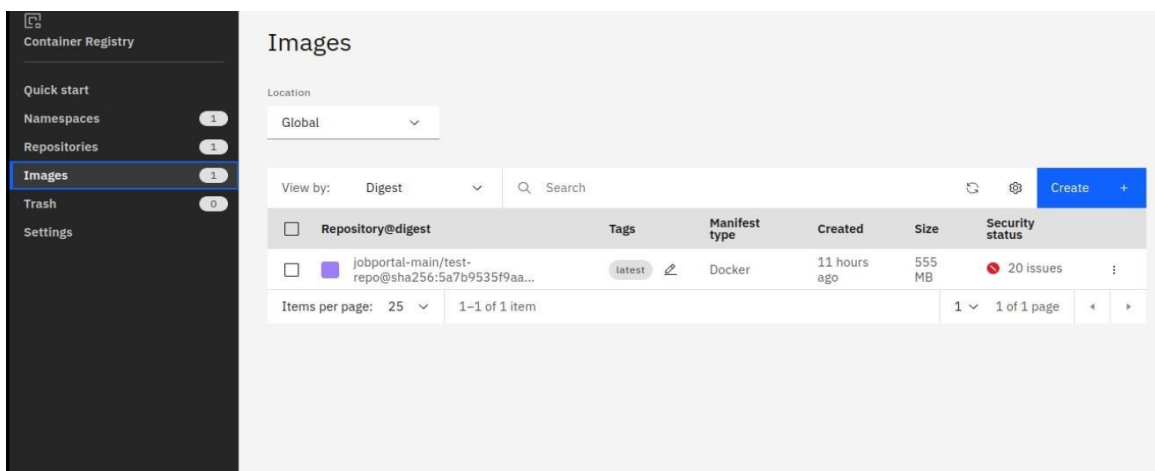 Container Registry
Quick start
Namespaces 1
Repositories 1
Images 1
Trash 0
Settings
Images
Location
Global
View by: Digest Search Create +
Repository@digest Tags Manifest type Created Size Security status
jobportal-main/test-
repo@sha256:5a7b9535f9aa... latest Docker 11 hours ago 555 MB 20 issues
Items per page: 25 1–1 of 1 item 1 1 of 1 page